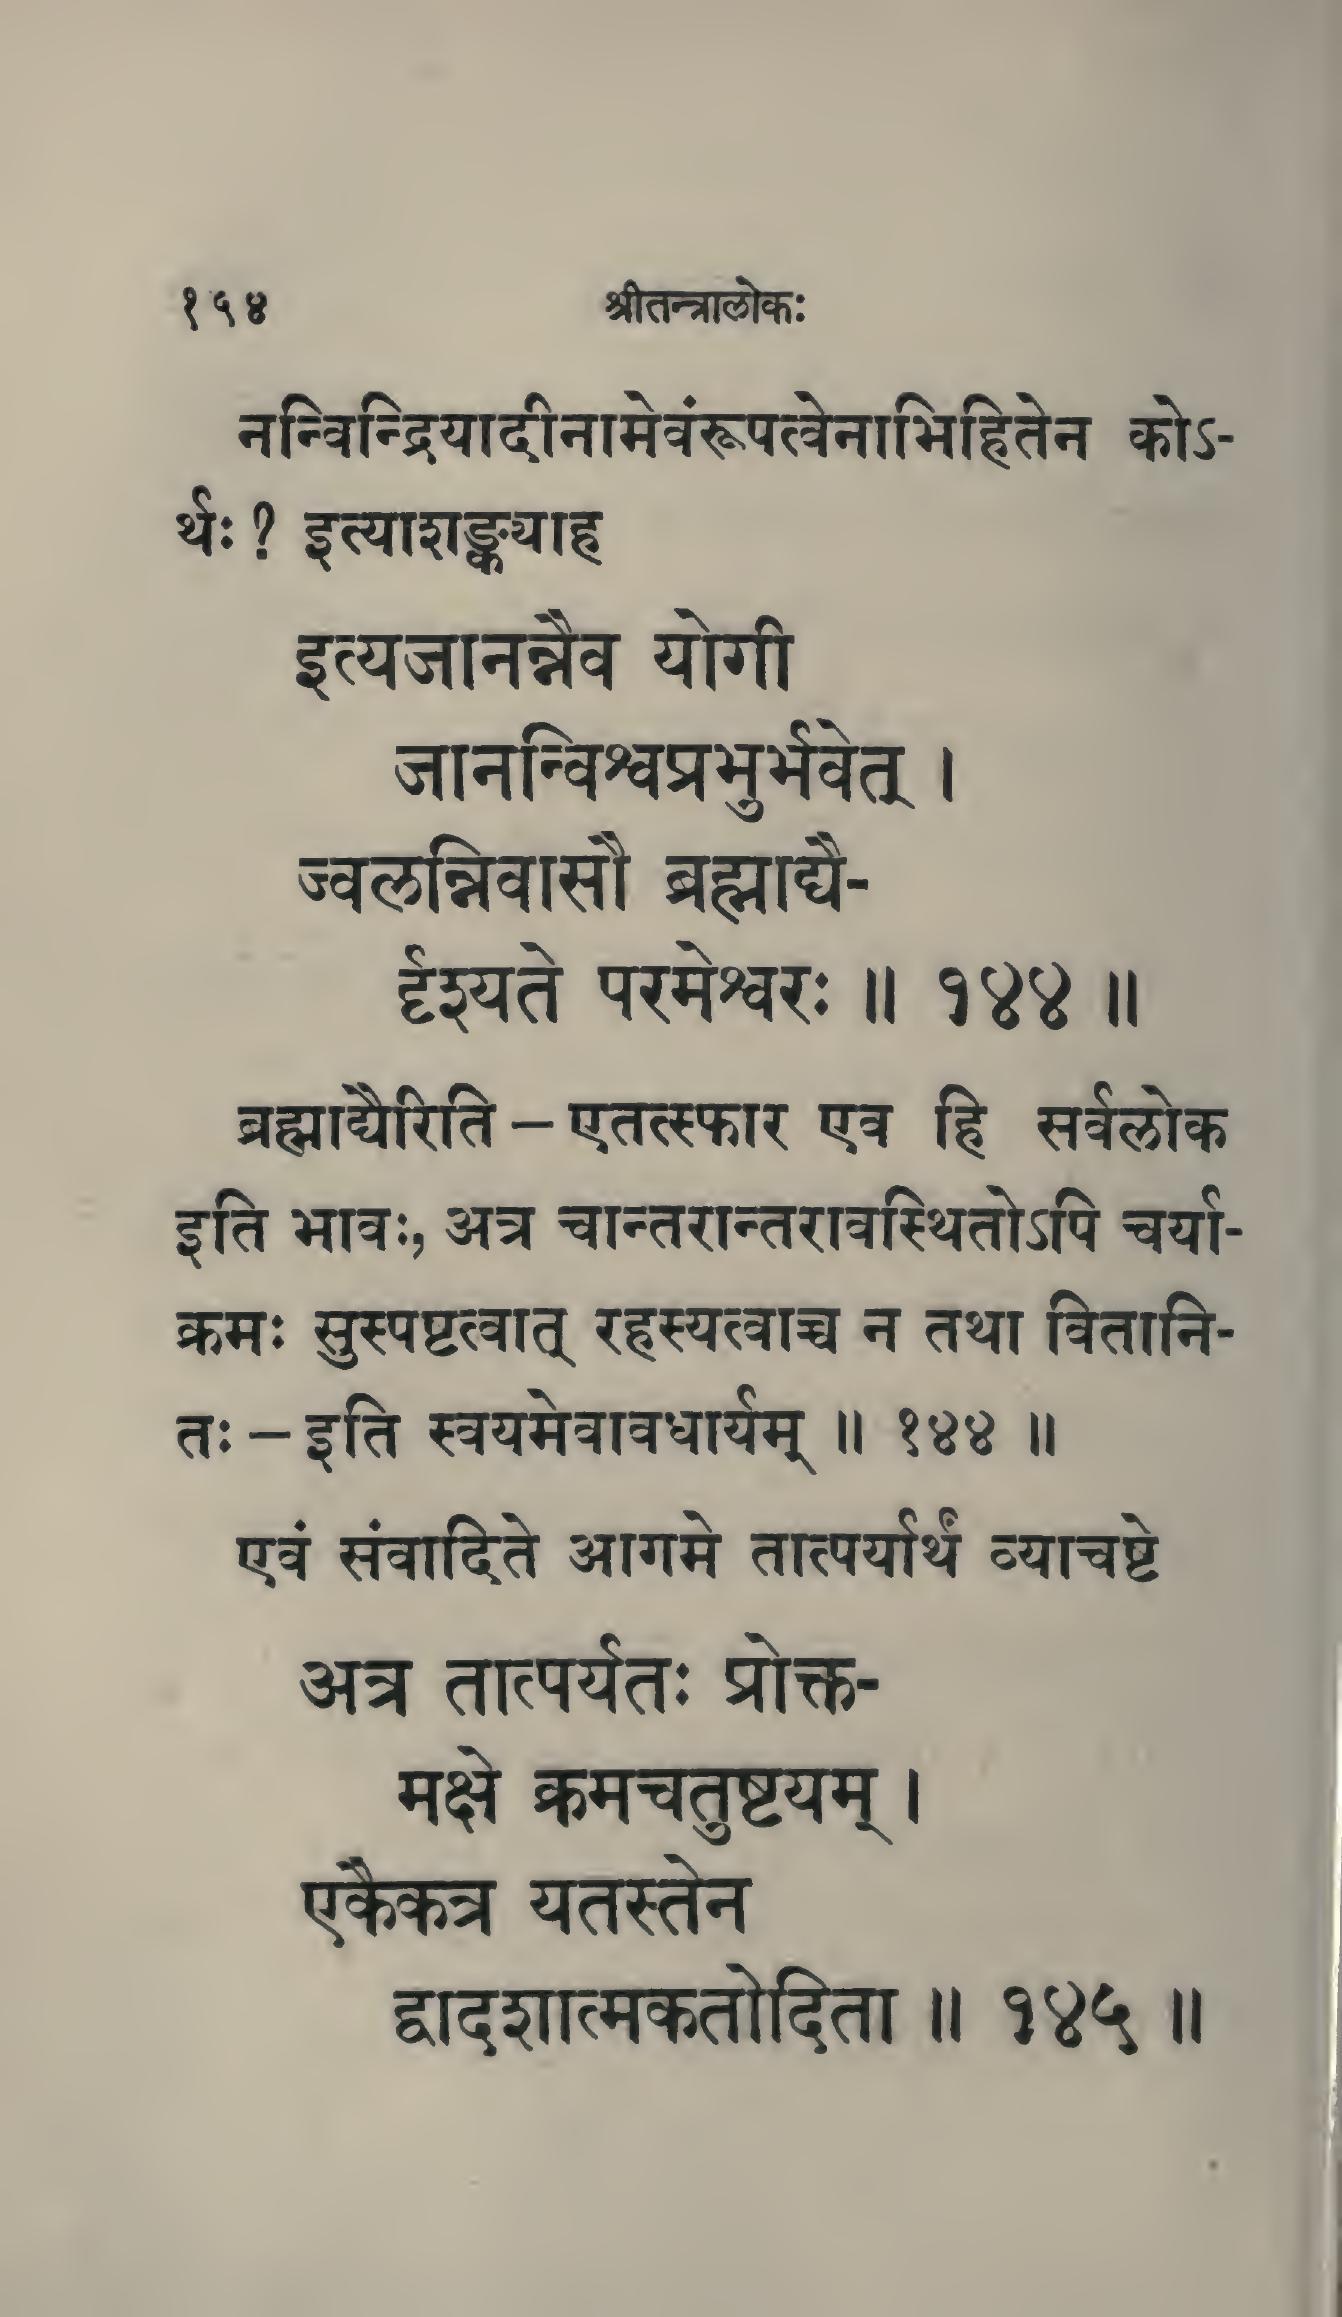 १५४ श्रीतन्त्रालोकः
नन्विन्द्रियादीनामेवंरूपत्वेनाभिहितेन कोऽ-
र्थः ? इत्याशङ्क्याह
इत्यजानन्नैव योगी
जानन्विश्वप्रभुर्भवेत् ।
ज्वलन्निवासौ ब्रह्माद्यै-
र्दृश्यते परमेश्वरः ॥ १४४ ॥
ब्रह्माद्यैरिति – एतत्स्फार एव हि सर्वलोक
इति भावः, अत्र चान्तरान्तरावस्थितोऽपि चर्या-
क्रमः सुस्पष्टत्वात् रहस्यत्वाच्च न तथा वितानि-
तः – इति स्वयमेवावधार्यम् ॥ १४४ ॥
एवं संवादिते आगमे तात्पर्यार्थं व्याचष्टे
अत्र तात्पर्यतः प्रोक्त-
मक्षे क्रमचतुष्टयम् ।
एकैकत्र यतस्तेन
द्वादशात्मकतोदिता ॥ १४५ ॥